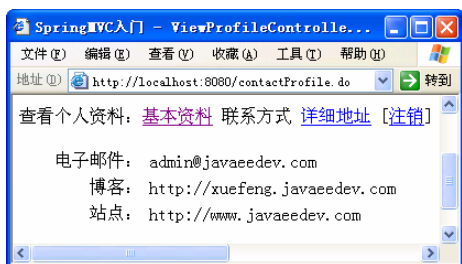 SpringMVC入门 - ViewProfileControlle...
文件(F) 编辑(E) 查看(V) 收藏(A) 工具(T) 帮助(H)
地址(D) http://localhost:8080/contactProfile.do 转到
查看个人资料：基本资料 联系方式 详细地址 [注销]
电子邮件： admin@javaeedev.com
博客： http://xuefeng.javaeedev.com
站点： http://www.javaeedev.com